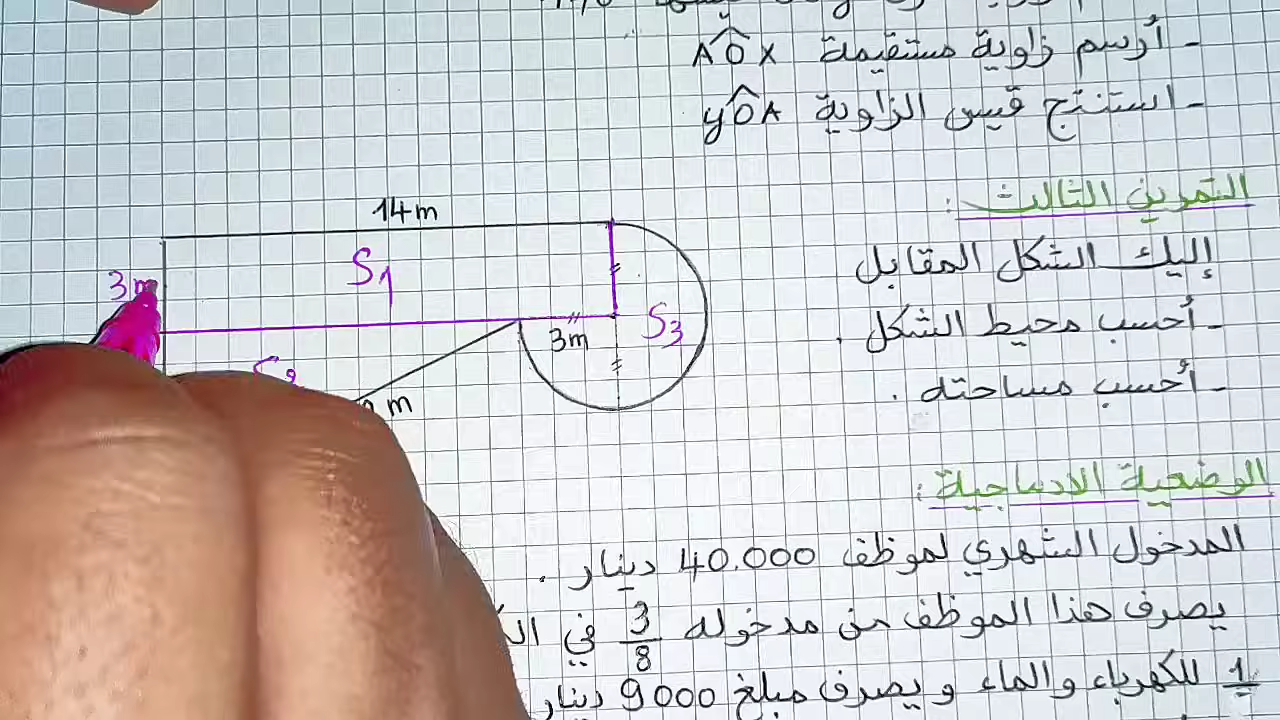 - أرسم زاوية مستقيمة AÔX
- استنتج قيس الزاوية yÔA
التمرين الثالث :
إليك الشكل المقابل
- أُحسب محيط الشكل .
- أُحسب مساحته .
14m
S1
3m
S3
3m
m
الوضعية الادماجية :
المدخول الشهري لموظف 40.000 دينار .
يصرف هذا الموظف من مدخوله 3/8 في
للكهرباء والماء ويصرف مبلغ 9000 دينار